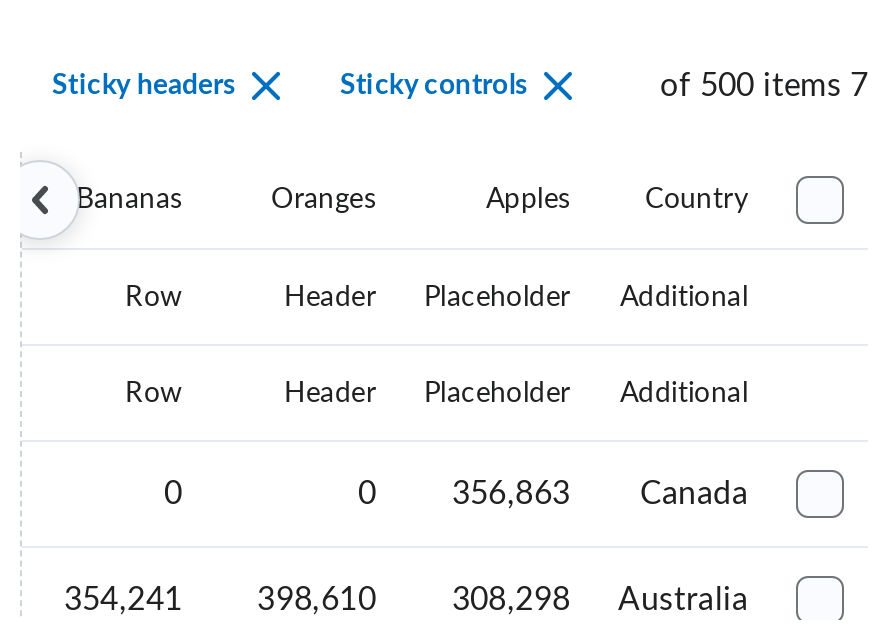 Sticky headers Sticky controls of 500 items 7
Bananas Oranges Apples Country
Row Header Placeholder Additional
Row Header Placeholder Additional
0 0 356,863 Canada
354,241 398,610 308,298 Australia